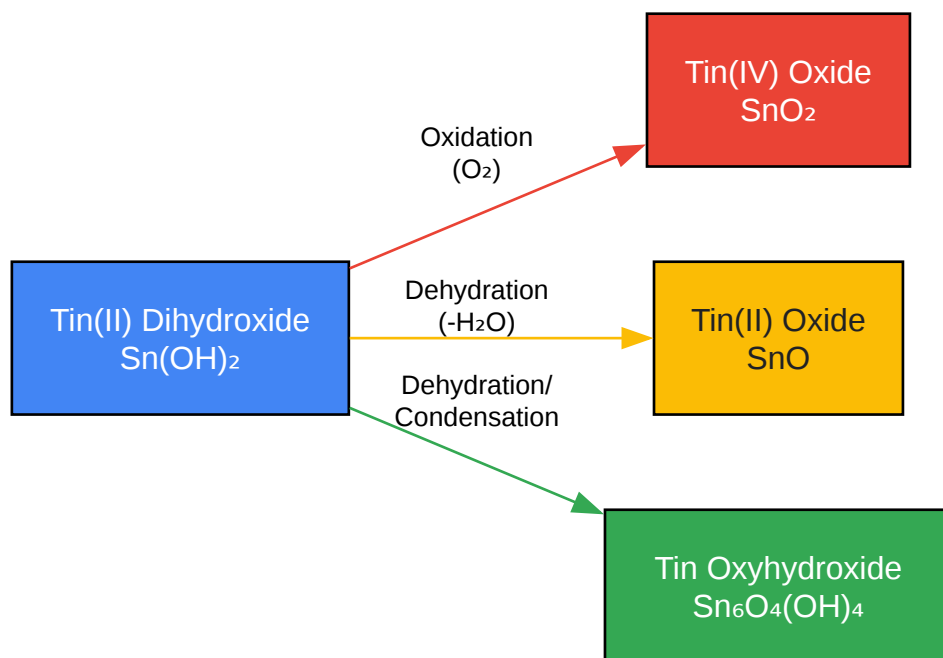 Tin(IV) Oxide
SnO₂
Oxidation
(O₂)
Tin(II) Dihydroxide
Sn(OH)₂
Dehydration
(-H₂O)
Tin(II) Oxide
SnO
Dehydration/
Condensation
Tin Oxyhydroxide
Sn₆O₄(OH)₄